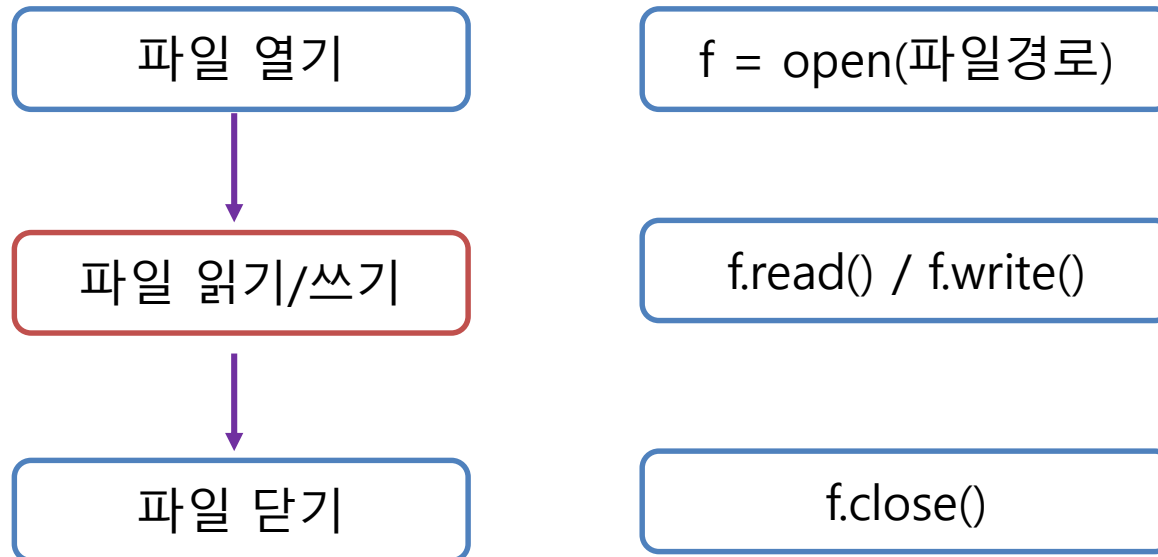 파일 열기
f = open(파일경로)
파일 읽기/쓰기
f.read() / f.write()
파일 닫기
f.close()